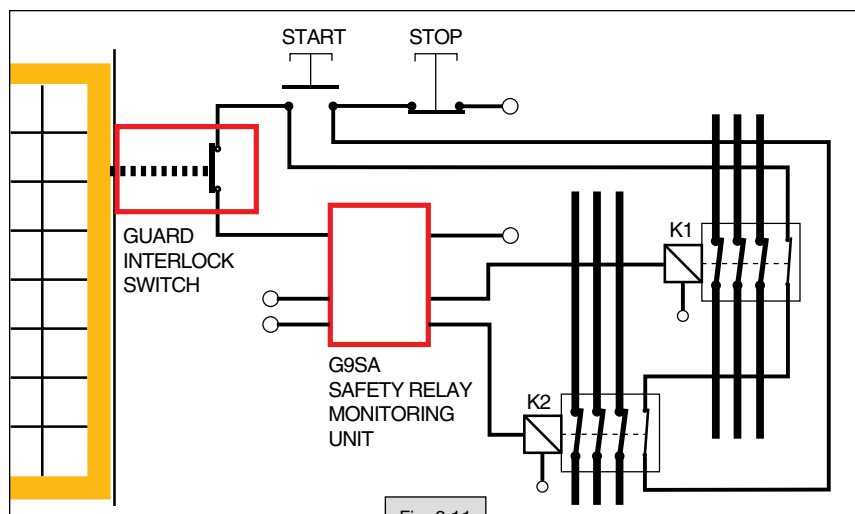 START
STOP
GUARD
INTERLOCK
SWITCH
K1
G9SA
SAFETY RELAY
MONITORING
UNIT
K2